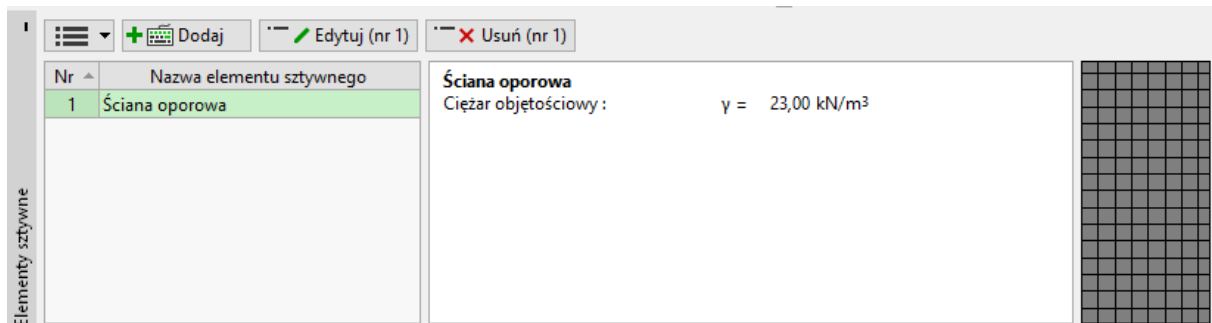 Dodaj Edytuj (nr 1) Usuń (nr 1)
Nr Nazwa elementu sztywnego
1 Ściana oporowa
Ściana oporowa
Ciężar objętościowy : γ = 23,00 kN/m³
Elementy sztywne